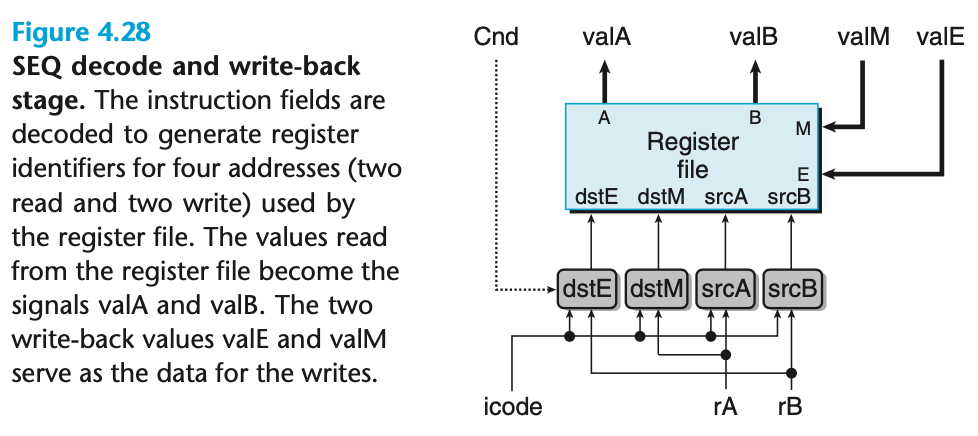 Figure 4.28
SEQ decode and write-back
stage. The instruction fields are
decoded to generate register
identifiers for four addresses (two
read and two write) used by
the register file. The values read
from the register file become the
signals valA and valB. The two
write-back values valE and valM
serve as the data for the writes.
Cnd valA valB valM valE
A B M
Register
file
E
dstE dstM srcA srcB
dstE dstM srcA srcB
icode rA rB